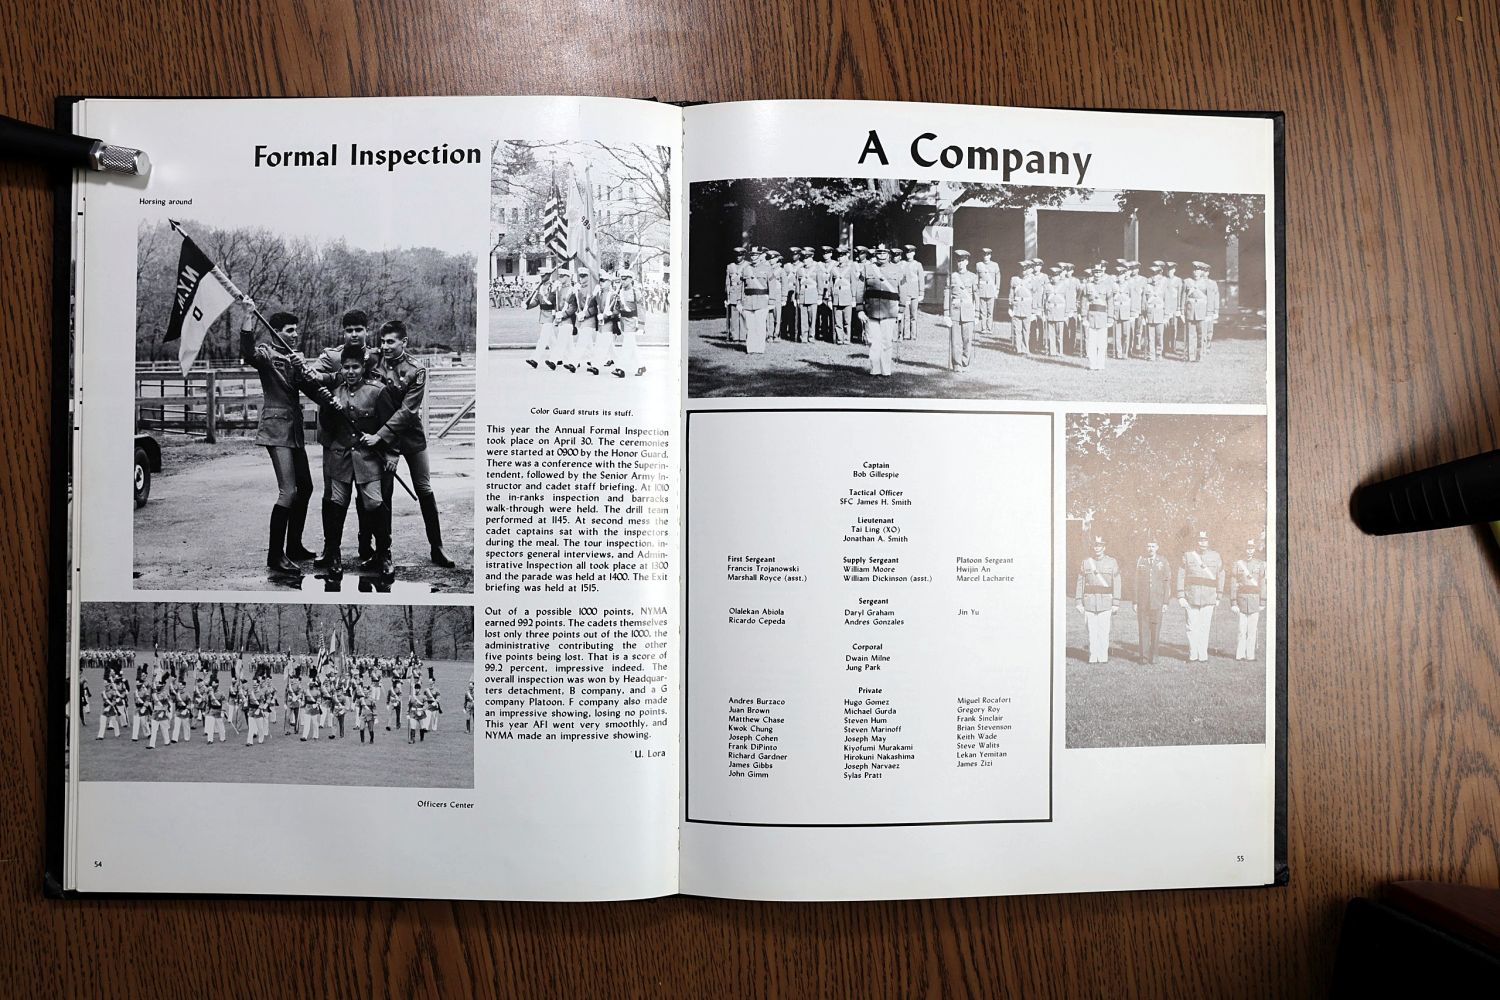 Formal Inspection
Horsing around
N.Y.M.A.
Color Guard struts its stuff.
This year the Annual Formal Inspection
took place on April 30. The ceremonies
were started at 0900 by the Honor Guard.
There was a conference with the Superin-
tendent, followed by the Senior Army In-
structor and cadet staff briefing. At 1010
the in-ranks inspection and barracks
walk-through were held. The drill team
performed at 1145. At second mess the
cadet captains sat with the inspectors
during the meal. The tour inspection, in-
spectors general interviews, and Admin-
istrative Inspection all took place at 1300
and the parade was held at 1400. The Exit
briefing was held at 1515.
Out of a possible 1000 points, NYMA
earned 992 points. The cadets themselves
lost only three points out of the 1000, the
administrative contributing the other
five points being lost. That is a score of
99.2 percent, impressive indeed. The
overall inspection was won by Headquar-
ters detachment, B company, and a G
company Platoon. F company also made
an impressive showing, losing no points.
This year AFI went very smoothly, and
NYMA made an impressive showing.
U. Lora
Officers Center
54
A Company
Captain
Bob Gillespie
Tactical Officer
SFC James H. Smith
Lieutenant
Tai Ling (XO)
Jonathan A. Smith
First Sergeant
Francis Trojanowski
Marshall Royce (asst.)
Supply Sergeant
William Moore
William Dickinson (asst.)
Platoon Sergeant
Hwijin An
Marcel Lacharite
Sergeant
Olalekan Abiola
Ricardo Cepeda
Daryl Graham
Andres Gonzales
Jin Yu
Corporal
Dwain Milne
Jung Park
Private
Andres Burzaco
Juan Brown
Matthew Chase
Kwok Chung
Joseph Cohen
Frank DiPinto
Richard Gardner
James Gibbs
John Gimm
Hugo Gomez
Michael Gurda
Steven Hum
Steven Marinoff
Joseph May
Kiyofumi Murakami
Hirokuni Nakashima
Joseph Narvaez
Sylas Pratt
Miguel Rocafort
Gregory Roy
Frank Sinclair
Brian Stevenson
Keith Wade
Steve Walits
Lekan Yemitan
James Zizi
55